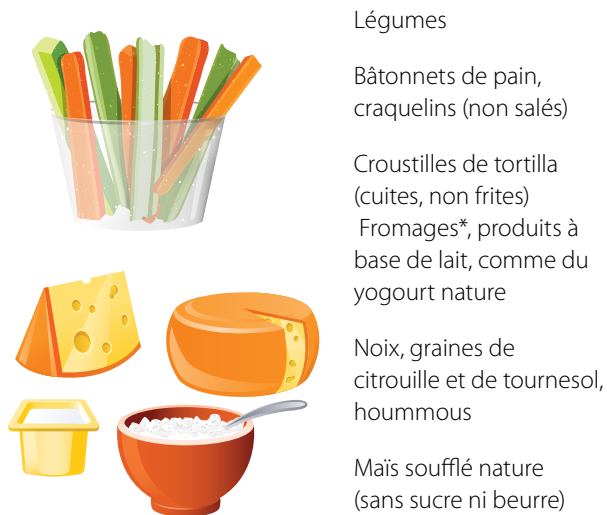 Légumes
Bâtonnets de pain,
craquelins (non salés)
Croustilles de tortilla
(cuites, non frites)
Fromages*, produits à
base de lait, comme du
yogourt nature
Noix, graines de
citrouille et de tournesol,
hoummous
Maïs soufflé nature
(sans sucre ni beurre)